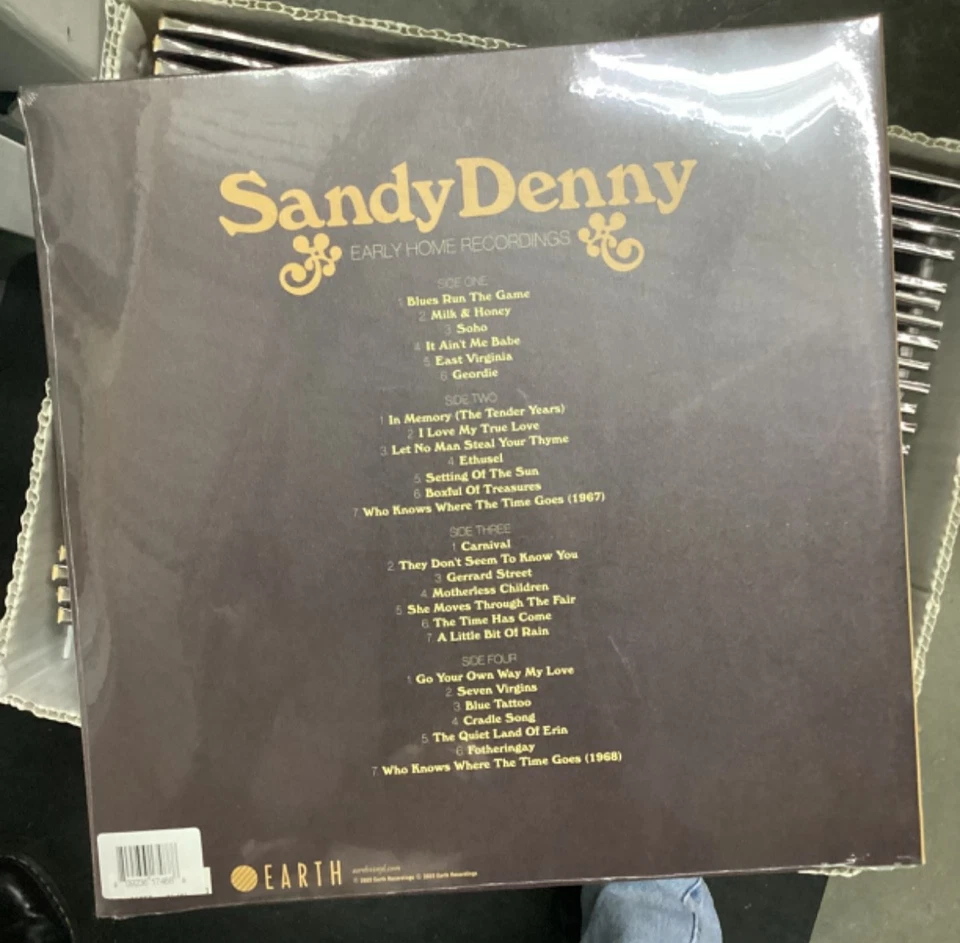 Sandy Denny
EARLY HOME RECORDINGS
SIDE ONE
1 Blues Run The Game
2. Milk & Honey
3 Soho
4 It Ain't Me Babe
5. East Virginia
6 Geordie
SIDE TWO
1 In Memory (The Tender Years)
2 I Love My True Love
3. Let No Man Steal Your Thyme
4. Ethusel
5 Setting Of The Sun
6 Boxful Of Treasures
7 Who Knows Where The Time Goes (1967)
SIDE THREE
1 Carnival
2. They Don't Seem To Know You
3 Gerrard Street
4. Motherless Children
5. She Moves Through The Fair
6. The Time Has Come
7. A Little Bit Of Rain
SIDE FOUR
1 Go Your Own Way My Love
2. Seven Virgins
3. Blue Tattoo
4. Cradle Song
5. The Quiet Land Of Erin
6 Fotheringay
7 Who Knows Where The Time Goes (1968)
EARTH
Earth Recordings © Earth Recordings